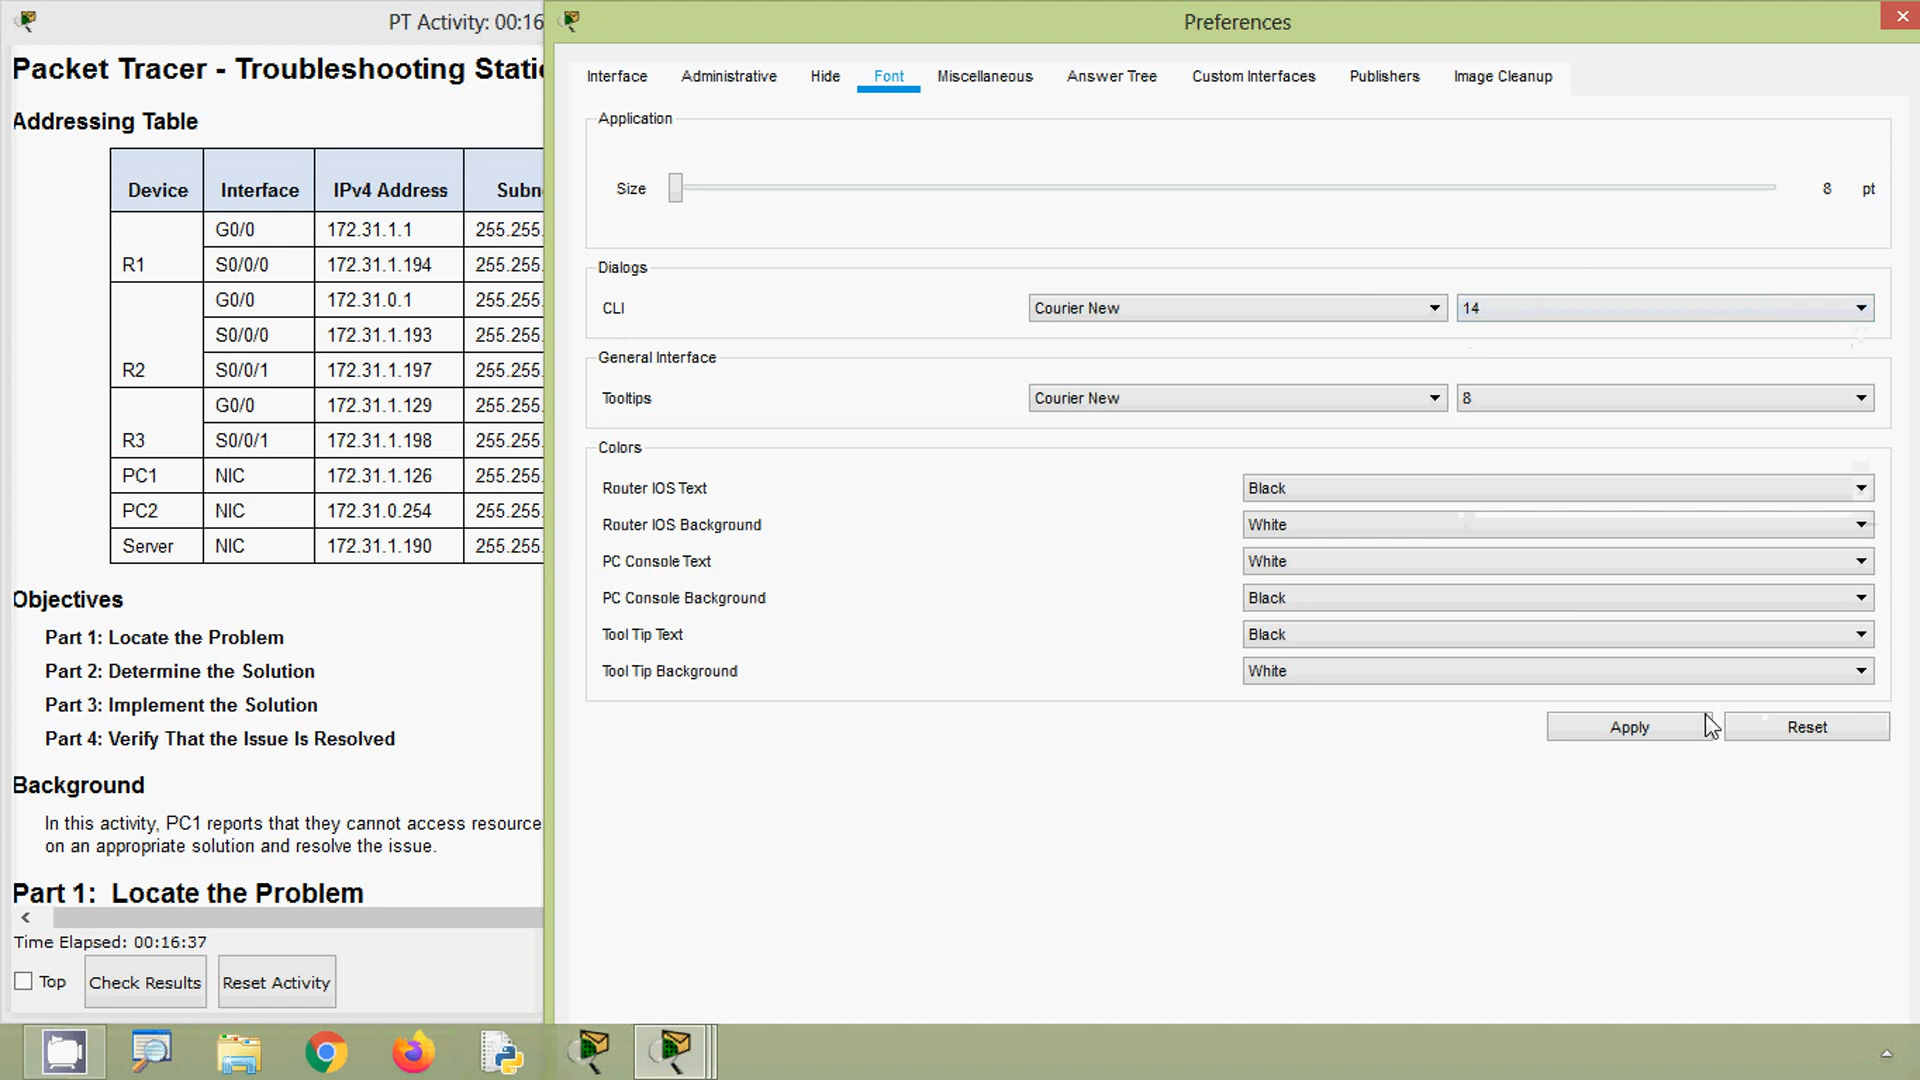 PT Activity: 00:16
Packet Tracer - Troubleshooting Static
Addressing Table
Device Interface IPv4 Address Subn
R1 G0/0 172.31.1.1 255.255.
S0/0/0 172.31.1.194 255.255.
R2 G0/0 172.31.0.1 255.255.
S0/0/0 172.31.1.193 255.255.
S0/0/1 172.31.1.197 255.255.
R3 G0/0 172.31.1.129 255.255.
S0/0/1 172.31.1.198 255.255.
PC1 NIC 172.31.1.126 255.255.
PC2 NIC 172.31.0.254 255.255.
Server NIC 172.31.1.190 255.255.
Objectives
Part 1: Locate the Problem
Part 2: Determine the Solution
Part 3: Implement the Solution
Part 4: Verify That the Issue Is Resolved
Background
In this activity, PC1 reports that they cannot access resource
on an appropriate solution and resolve the issue.
Part 1: Locate the Problem
Time Elapsed: 00:16:37
Top Check Results Reset Activity
Preferences
Interface Administrative Hide Font Miscellaneous Answer Tree Custom Interfaces Publishers Image Cleanup
Application
Size 8 pt
Dialogs
CLI Courier New 14
General Interface
Tooltips Courier New 8
Colors
Router IOS Text Black
Router IOS Background White
PC Console Text White
PC Console Background Black
Tool Tip Text Black
Tool Tip Background White
Apply Reset